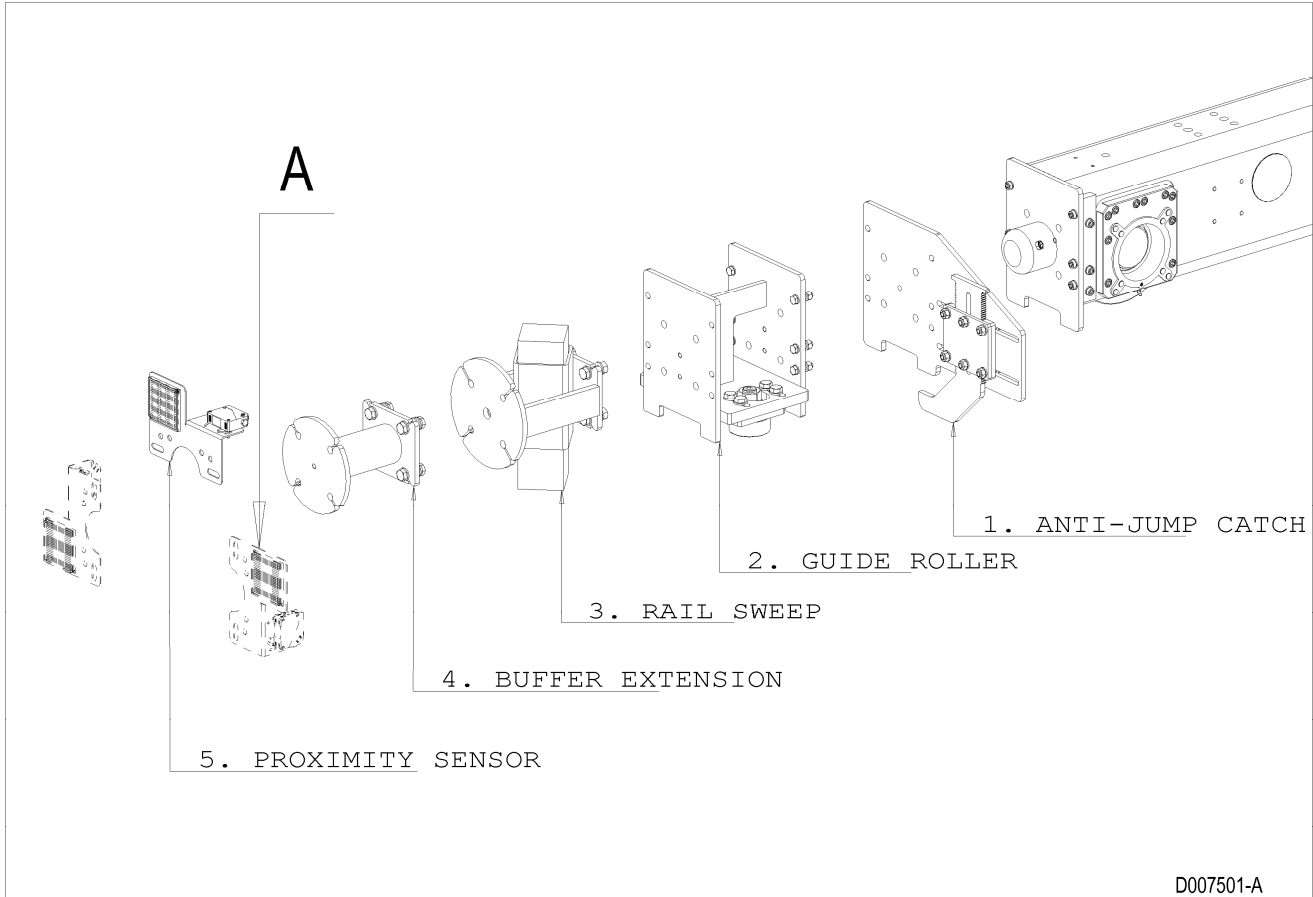 A
1. ANTI-JUMP CATCH
2. GUIDE ROLLER
3. RAIL SWEEP
4. BUFFER EXTENSION
5. PROXIMITY SENSOR
D007501-A